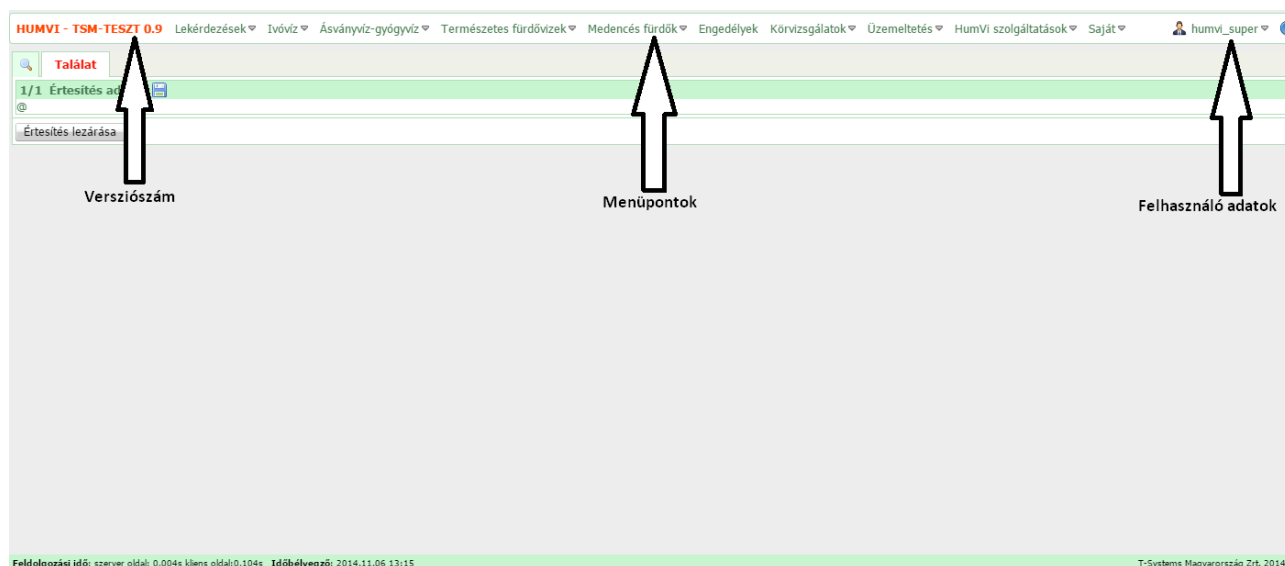 HUMVI - TSM-TESZT 0.9 Lekérdezések Ivóvíz Ásványvíz-gyógyvíz Természetes fürdővizek Medencés fürdők Engedélyek Körvizsgálatok Üzemeltetés HumVi szolgáltatások Saját humvi_super
Találat
1/1 Értesítés
@
Értesítés lezárása
Verziószám
Menüpontok
Felhasználó adatok
Feldolgozási idő: szerver oldal: 0.004s kliens oldal:0.104s Időbélyegző: 2014.11.06 13:15 T-Systems Magyarország Zrt. 2014